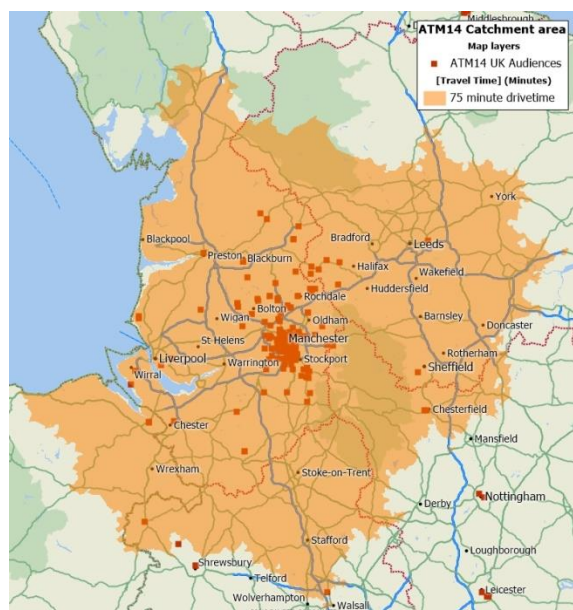 Middlesbrough
ATM14 Catchment area
Map layers
ATM14 UK Audiences
[Travel Time] (Minutes)
75 minute drivetime
York
Blackpool
Bradford
Leeds
Preston
Blackburn
Halifax
Wakefield
Huddersfield
Rochdale
Bolton
Wigan
Oldham
Barnsley
Doncaster
Manchester
St-Helens
Liverpool
Warrington
Stockport
Rotherham
Sheffield
Wirral
Chester
Chesterfield
Mansfield
Wrexham
Stoke-on-Trent
Nottingham
Derby
Stafford
Loughborough
Shrewsbury
Telford
Leicester
Wolverhampton
Walsall